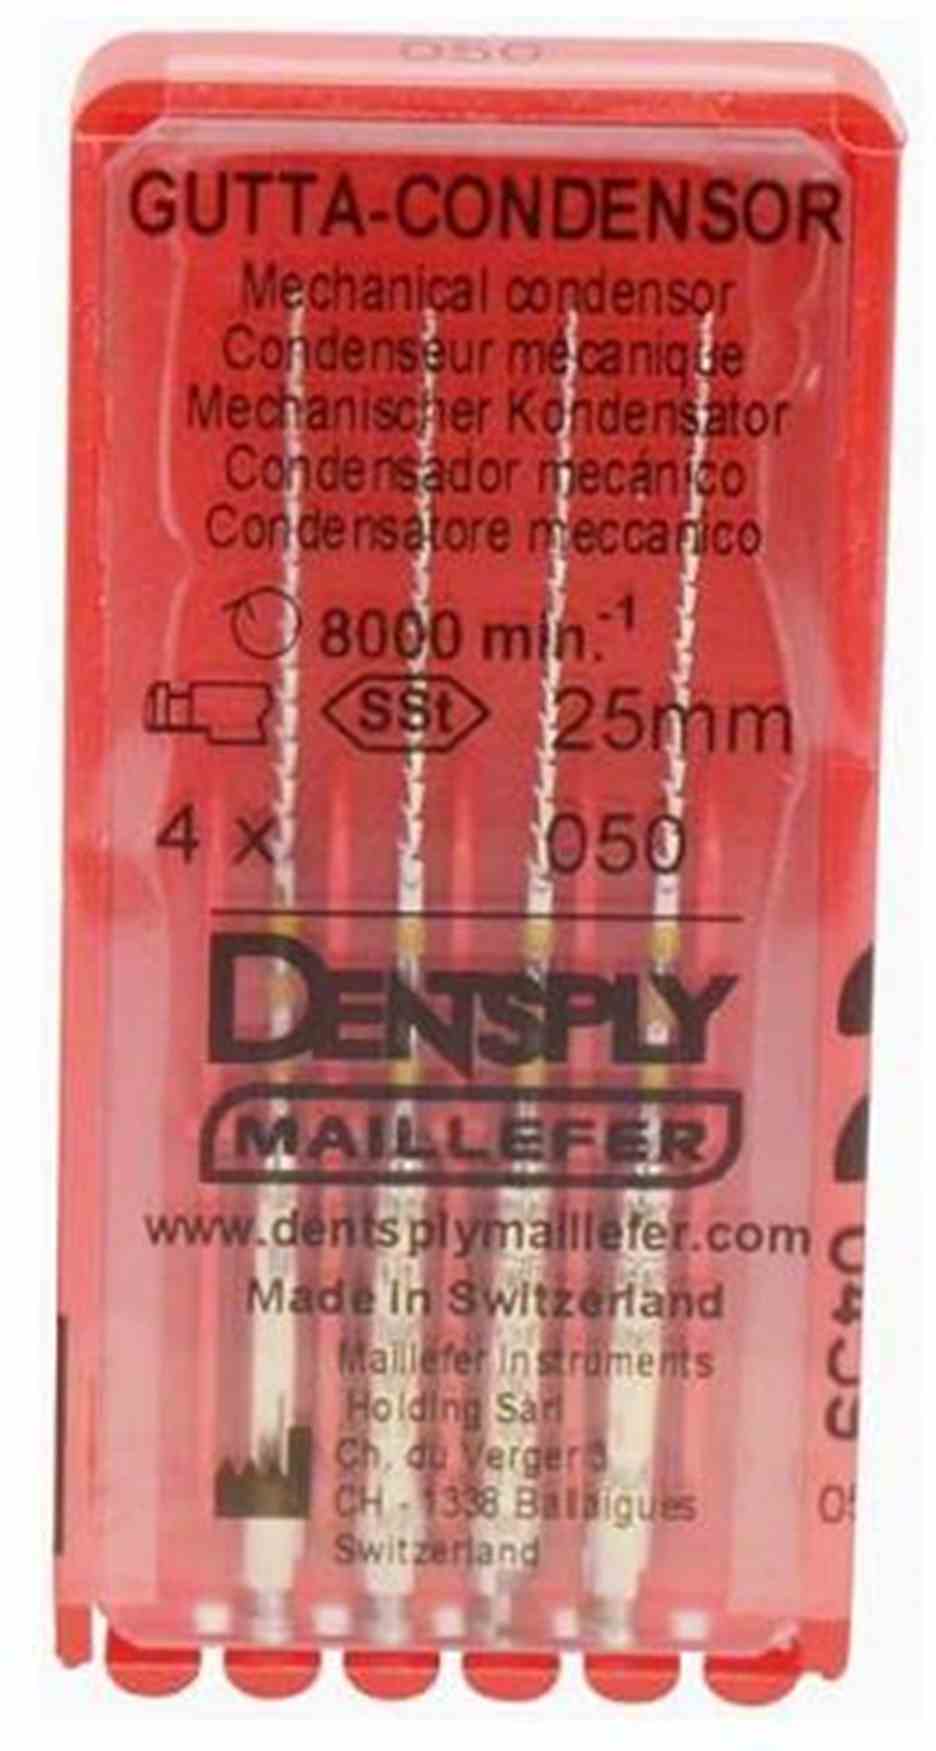 050
GUTTA-CONDENSOR
Mechanical condensor
Condenseur mécanique
Mechanischer Kondensator
Condensador mecánico
Condensatore meccanico
8000 min.-1
SSt 25mm
4 x 050
DENTSPLY
MAILLEFER
www.dentsplymaillefer.com
Made in Switzerland
Maillefer Instruments
Holding Sarl
Ch. du Verger 3
CH - 1338 Ballaigues
Switzerland